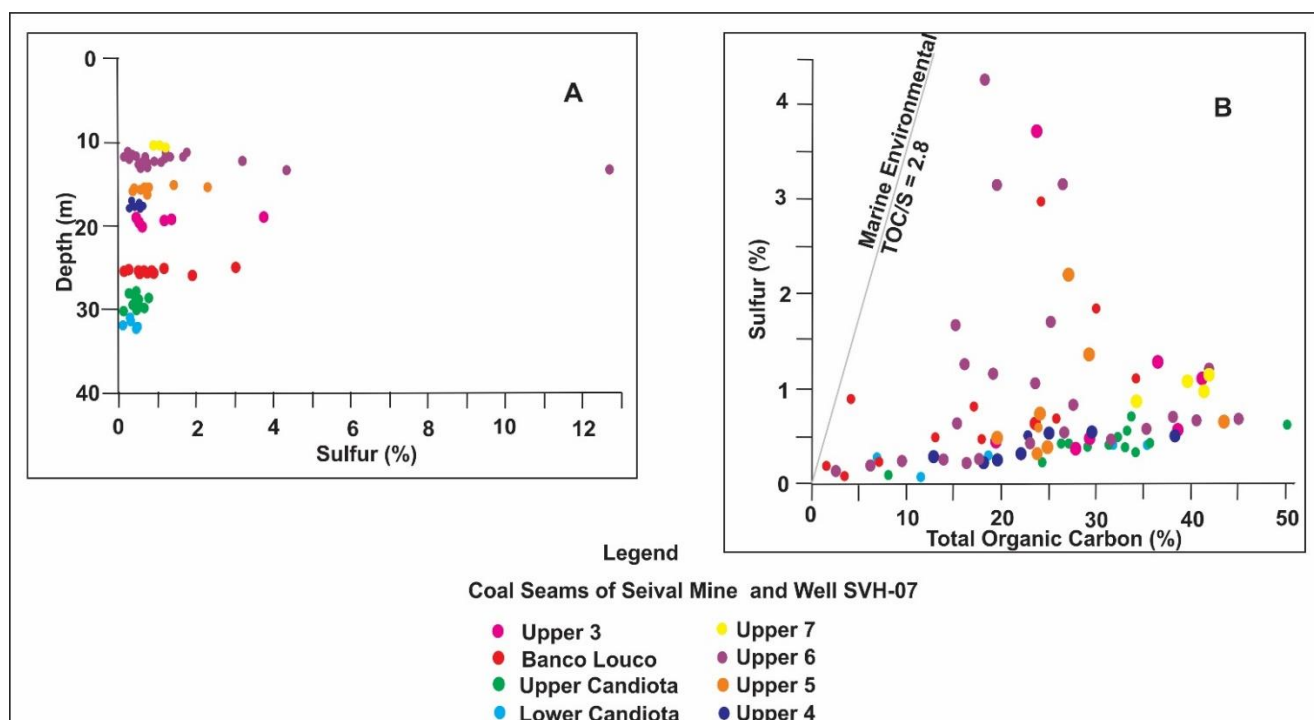 A
0
10
20
30
40
Depth (m)
0
2
4
6
8
10
12
Sulfur (%)
B
Marine Environmental
TOC/S = 2.8
4
3
2
1
0
Sulfur (%)
0
10
20
30
40
50
Total Organic Carbon (%)
Legend
Coal Seams of Seival Mine and Well SVH-07
Upper 3
Banco Louco
Upper Candiota
Lower Candiota
Upper 7
Upper 6
Upper 5
Upper 4